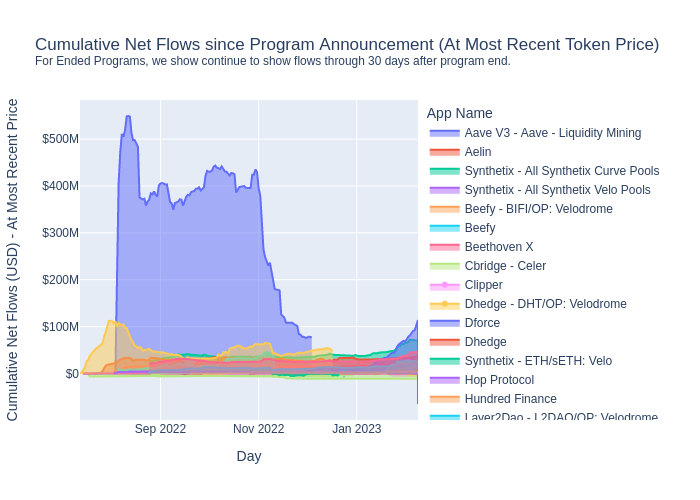 Cumulative Net Flows since Program Announcement (At Most Recent Token Price)
For Ended Programs, we show continue to show flows through 30 days after program end.
Cumulative Net Flows (USD) - At Most Recent Price
$500M
$400M
$300M
$200M
$100M
$0
Sep 2022
Nov 2022
Jan 2023
Day
App Name
Aave V3 - Aave - Liquidity Mining
Aelin
Synthetix - All Synthetix Curve Pools
Synthetix - All Synthetix Velo Pools
Beefy - BIFI/OP: Velodrome
Beefy
Beethoven X
Cbridge - Celer
Clipper
Dhedge - DHT/OP: Velodrome
Dforce
Dhedge
Synthetix - ETH/sETH: Velo
Hop Protocol
Hundred Finance
Layer2Dao - L2DAO/OP: Velodrome